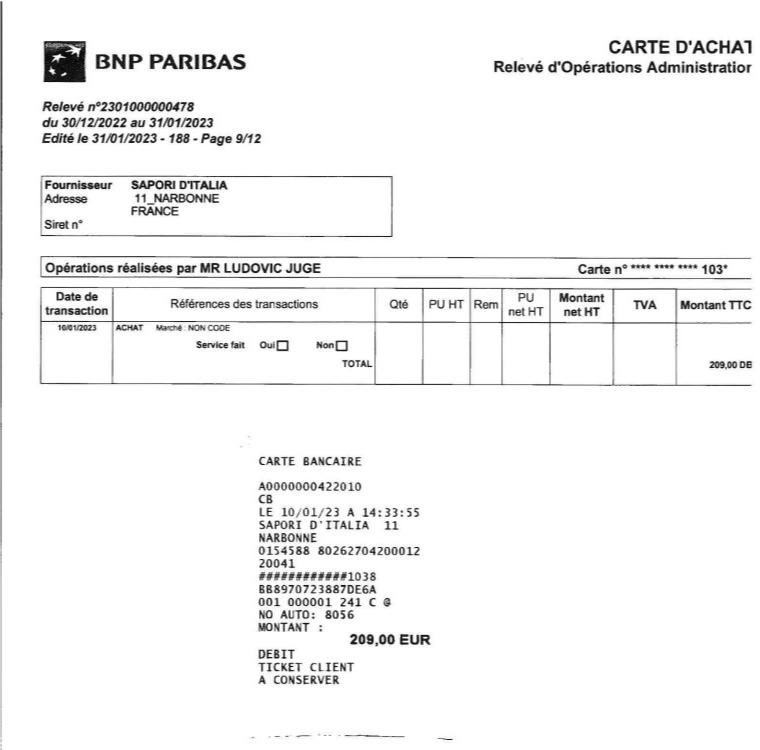 BNP PARIBAS
CARTE D'ACHAT
Relevé d'Opérations Administration
Relevé n°2301000000478
du 30/12/2022 au 31/01/2023
Edité le 31/01/2023 - 188 - Page 9/12
Fournisseur SAPORI D'ITALIA
Adresse 11_NARBONNE
FRANCE
Siret n°
Opérations réalisées par MR LUDOVIC JUGE Carte n° **** **** **** 103*
Date de transaction Références des transactions Qté PU HT Rem PU net HT Montant net HT TVA Montant TTC
10/01/2023 ACHAT Marché : NON CODE
Service fait Oui Non
TOTAL 209,00 DB
CARTE BANCAIRE
A0000000422010
CB
LE 10/01/23 A 14:33:55
SAPORI D'ITALIA 11
NARBONNE
0154588 80262704200012
20041
############1038
BB8970723887DE6A
001 000001 241 C @
NO AUTO: 8056
MONTANT :
209,00 EUR
DEBIT
TICKET CLIENT
A CONSERVER